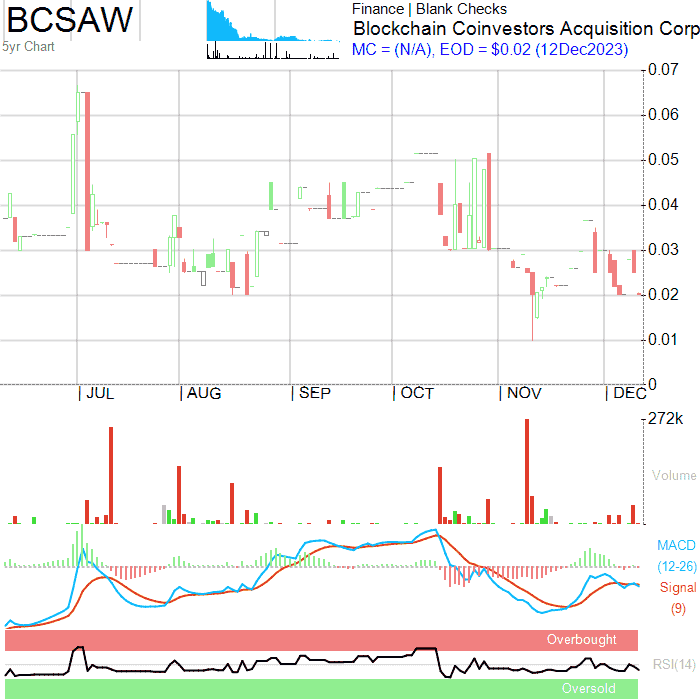 BCSAW
5yr Chart
Finance | Blank Checks
Blockchain Coinvestors Acquisition Corp
MC = (N/A), EOD = $0.02 (12Dec2023)
0.07
0.06
0.05
0.04
0.03
0.02
0.01
0
JUL
AUG
SEP
OCT
NOV
DEC
272k
Volume
MACD
(12-26)
Signal
(9)
Overbought
RSI(14)
Oversold